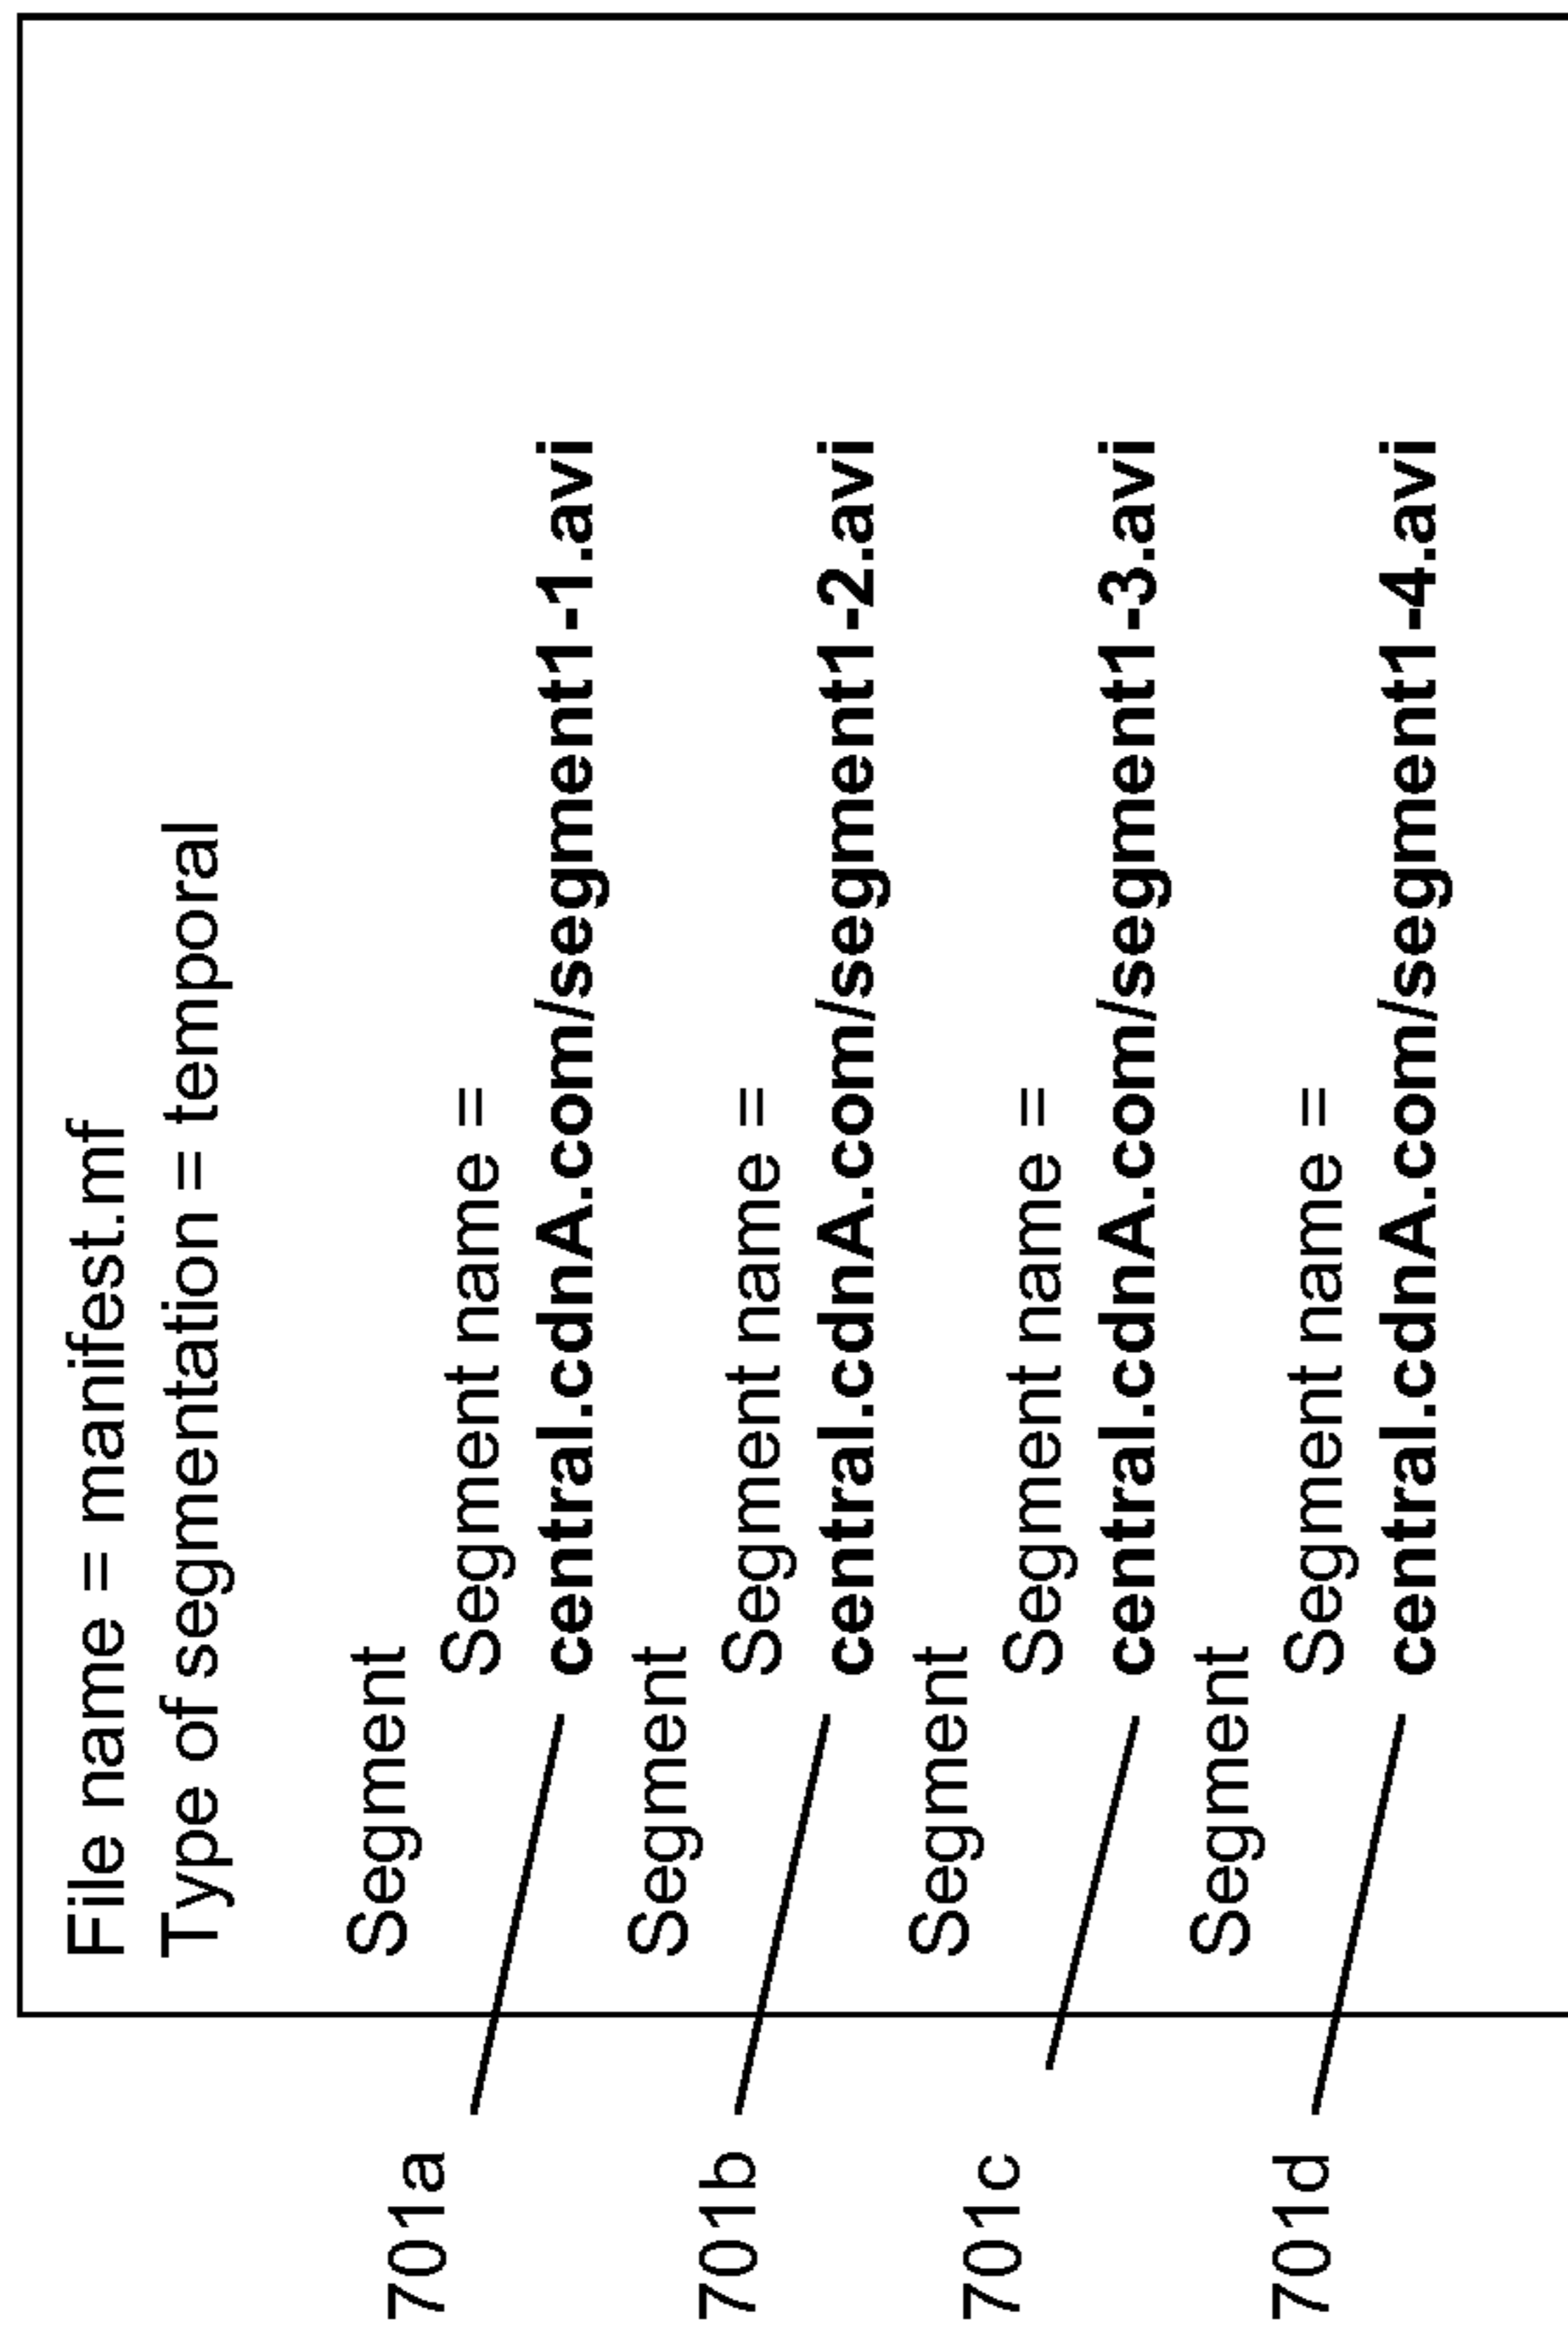 File name = manifest.mf
Type of segmentation = temporal
Segment
Segment name =
701a
central.cdnA.com/segment1-1.avi
Segment
Segment name =
701b
central.cdnA.com/segment1-2.avi
Segment
Segment name =
701c
central.cdnA.com/segment1-3.avi
Segment
Segment name =
701d
central.cdnA.com/segment1-4.avi